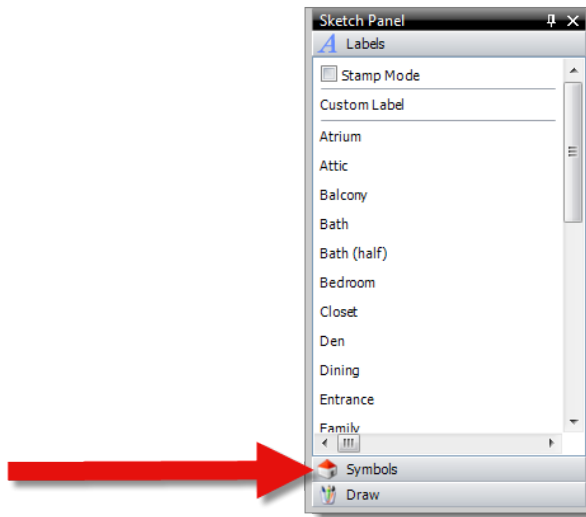 Sketch Panel
Labels
Stamp Mode
Custom Label
Atrium
Attic
Balcony
Bath
Bath (half)
Bedroom
Closet
Den
Dining
Entrance
Family
Symbols
Draw